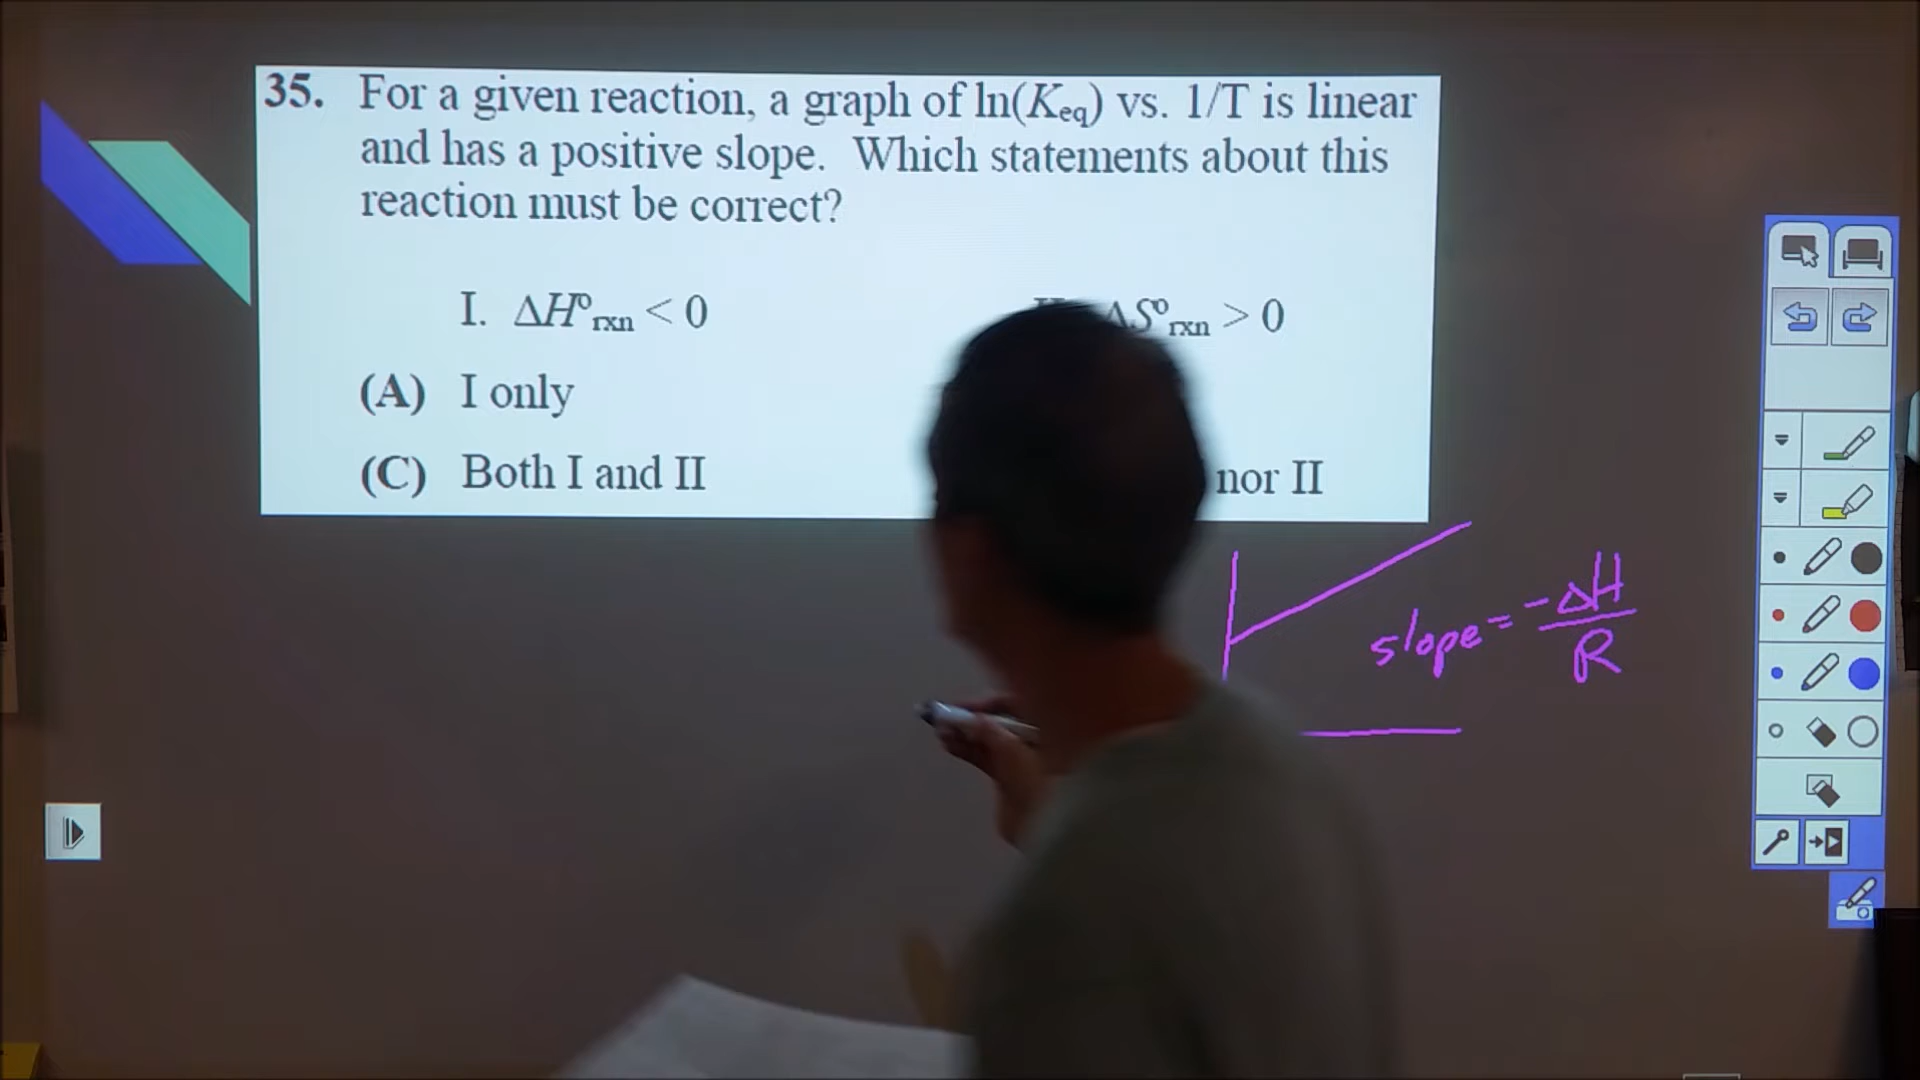 35. For a given reaction, a graph of ln(Keq) vs. 1/T is linear
and has a positive slope. Which statements about this
reaction must be correct?
I. ΔH°rxn < 0 ΔS°rxn > 0
(A) I only
(C) Both I and II nor II
slope = -ΔH/R